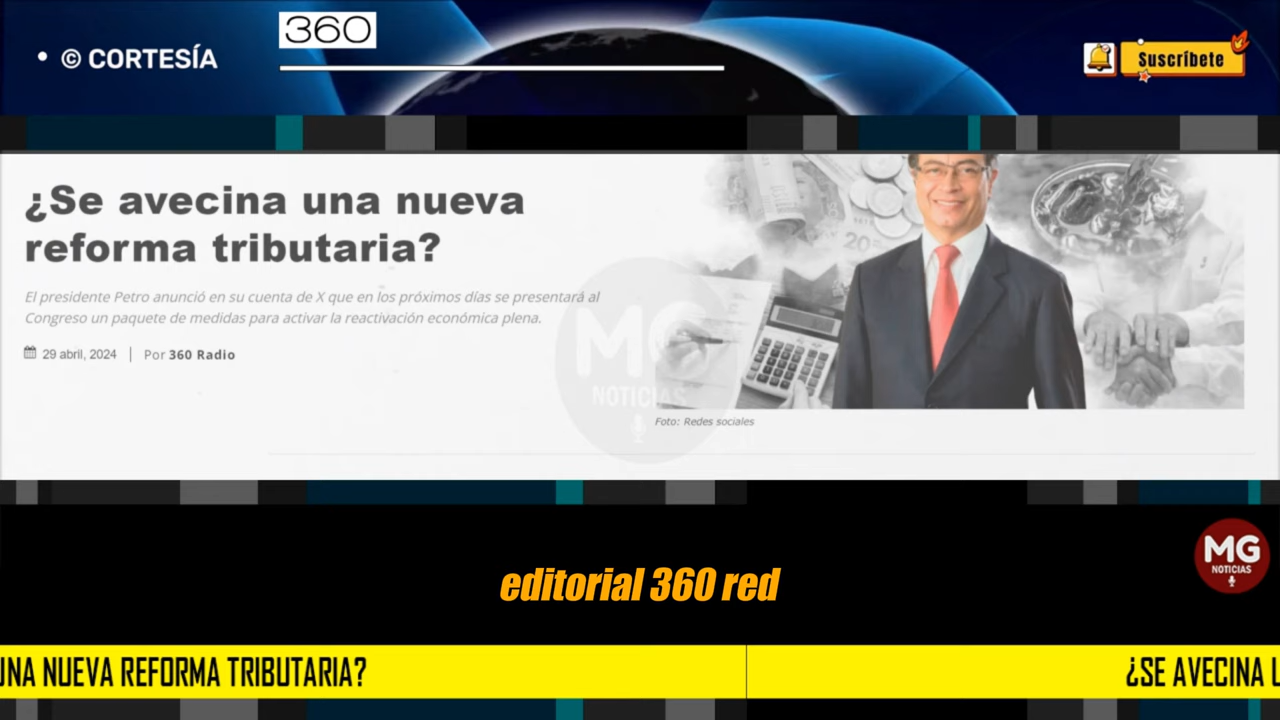 • © CORTESÍA
360
Suscríbete
¿Se avecina una nueva
reforma tributaria?
El presidente Petro anunció en su cuenta de X que en los próximos días se presentará al
Congreso un paquete de medidas para activar la reactivación económica plena.
29 abril, 2024 | Por 360 Radio
MG
NOTICIAS
20
Foto: Redes sociales
MG
NOTICIAS
editorial 360 red
UNA NUEVA REFORMA TRIBUTARIA?
¿SE AVECINA U